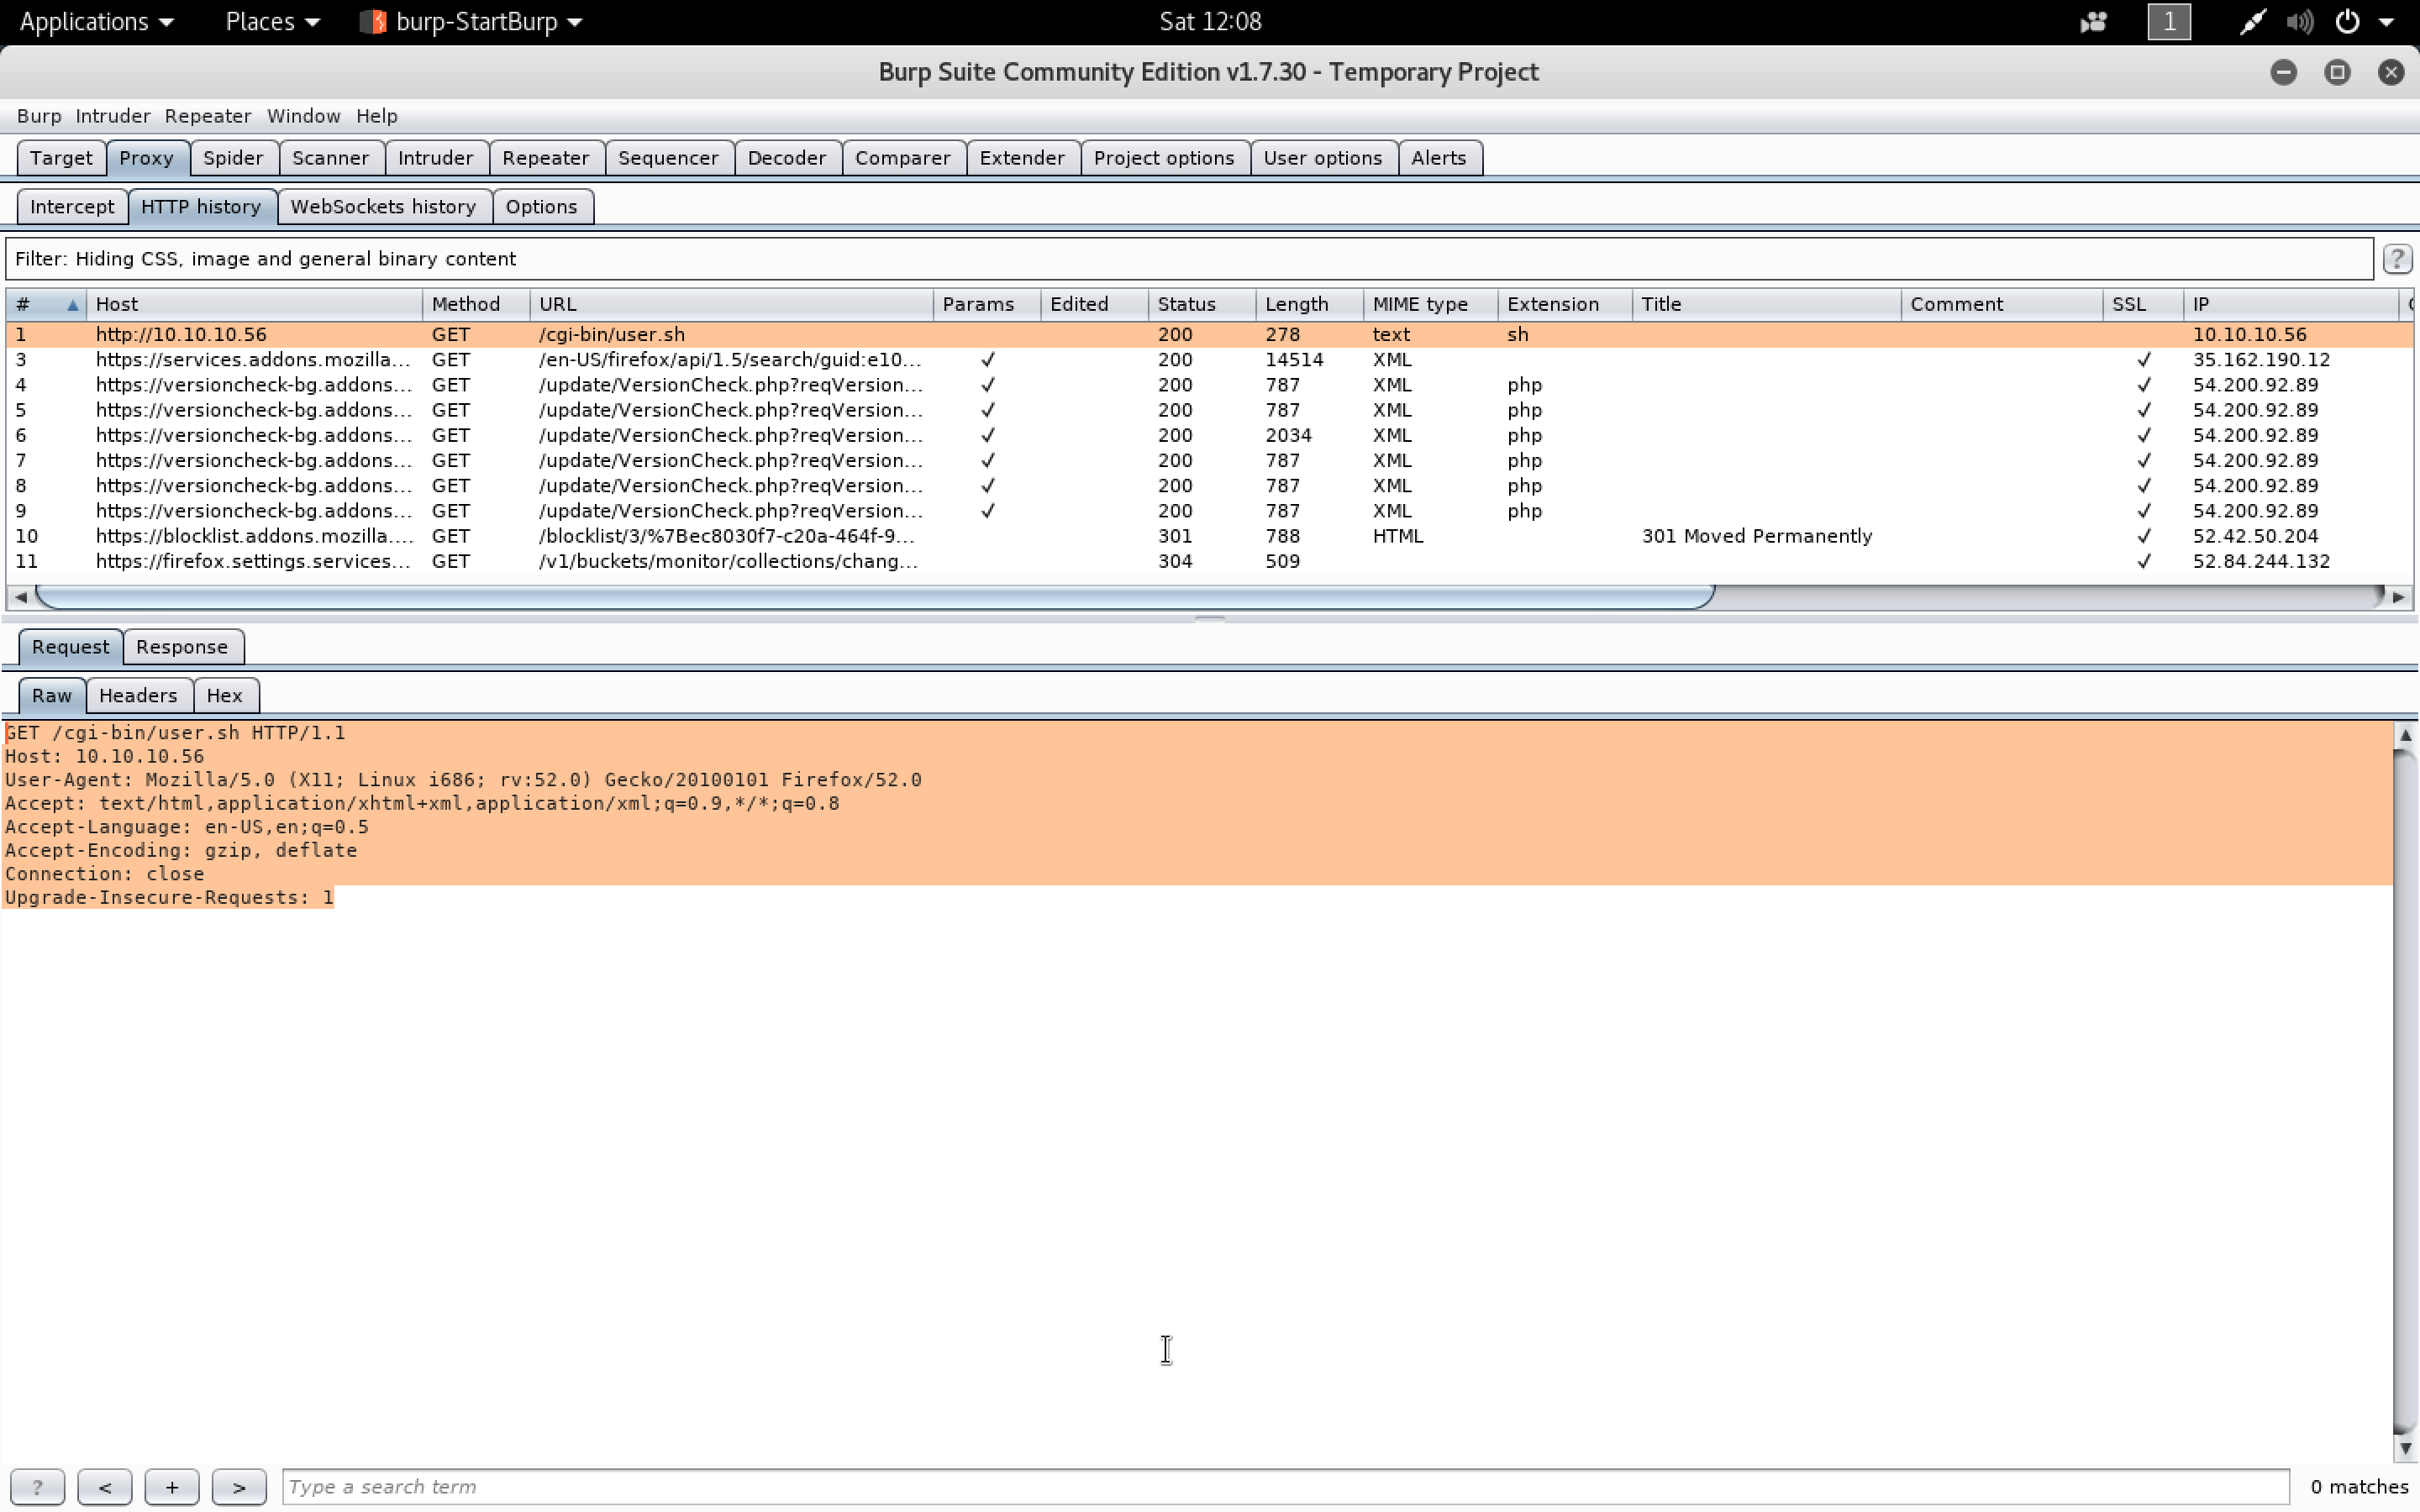 Applications Places burp-StartBurp Sat 12:08 1
Burp Suite Community Edition v1.7.30 - Temporary Project
Burp Intruder Repeater Window Help
Target Proxy Spider Scanner Intruder Repeater Sequencer Decoder Comparer Extender Project options User options Alerts
Intercept HTTP history WebSockets history Options
Filter: Hiding CSS, image and general binary content ?
# Host Method URL Params Edited Status Length MIME type Extension Title Comment SSL IP
1 http://10.10.10.56 GET /cgi-bin/user.sh 200 278 text sh 10.10.10.56
3 https://services.addons.mozilla... GET /en-US/firefox/api/1.5/search/guid:e10... ✓ 200 14514 XML ✓ 35.162.190.12
4 https://versioncheck-bg.addons... GET /update/VersionCheck.php?reqVersion... ✓ 200 787 XML php ✓ 54.200.92.89
5 https://versioncheck-bg.addons... GET /update/VersionCheck.php?reqVersion... ✓ 200 787 XML php ✓ 54.200.92.89
6 https://versioncheck-bg.addons... GET /update/VersionCheck.php?reqVersion... ✓ 200 2034 XML php ✓ 54.200.92.89
7 https://versioncheck-bg.addons... GET /update/VersionCheck.php?reqVersion... ✓ 200 787 XML php ✓ 54.200.92.89
8 https://versioncheck-bg.addons... GET /update/VersionCheck.php?reqVersion... ✓ 200 787 XML php ✓ 54.200.92.89
9 https://versioncheck-bg.addons... GET /update/VersionCheck.php?reqVersion... ✓ 200 787 XML php ✓ 54.200.92.89
10 https://blocklist.addons.mozilla.... GET /blocklist/3/%7Bec8030f7-c20a-464f-9... 301 788 HTML 301 Moved Permanently ✓ 52.42.50.204
11 https://firefox.settings.services... GET /v1/buckets/monitor/collections/chang... 304 509 ✓ 52.84.244.132
Request Response
Raw Headers Hex
GET /cgi-bin/user.sh HTTP/1.1
Host: 10.10.10.56
User-Agent: Mozilla/5.0 (X11; Linux i686; rv:52.0) Gecko/20100101 Firefox/52.0
Accept: text/html,application/xhtml+xml,application/xml;q=0.9,*/*;q=0.8
Accept-Language: en-US,en;q=0.5
Accept-Encoding: gzip, deflate
Connection: close
Upgrade-Insecure-Requests: 1
? < + > Type a search term 0 matches